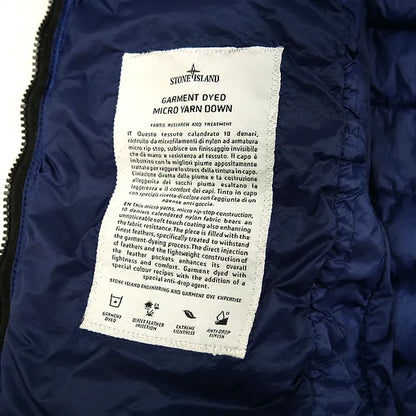 STONE ISLAND
GARMENT DYED
MICRO YARN DOWN
FABRIC RESEARCH AND TREATMENT
IT Questo tessuto calandrato 10 denari,
costruito da microfilamenti di nylon ad armatura
micro rip stop, subisce un finissaggio invisibile
che dà mano e resistenza al tessuto. Il capo è
imbottito con le migliori piume appositamente
trattate per reggere lo stress della tintura in capo.
L'iniezione diretta della piuma e la costruzione
alleggerita dei sacchi piuma esaltano la
leggerezza e il comfort del capo. Tinto in capo
con speciali ricette di colore con l'aggiunta di un
agente anti goccia.
EN This micro yarns, micro rip stop construction,
10 deniers calendered nylon fabric bears an
unnoticeable soft touch coating also enhancing
the fabric resistance. The piece is filled with the
finest feathers, specifically treated to withstand
the garment-dyeing process. The direct injection
of feathers and the lightweight construction of
the feather pockets enhances its overall
lightness and comfort. Garment dyed with
special colour recipes with the addition of a
special anti-drop agent.
STONE ISLAND ENGINEERING AND GARMENT DYE EXPERTISE
GARMENT DYED
DIRECT FEATHER INJECTION
EXTREME LIGHTNESS
ANTI-DROP FINISH